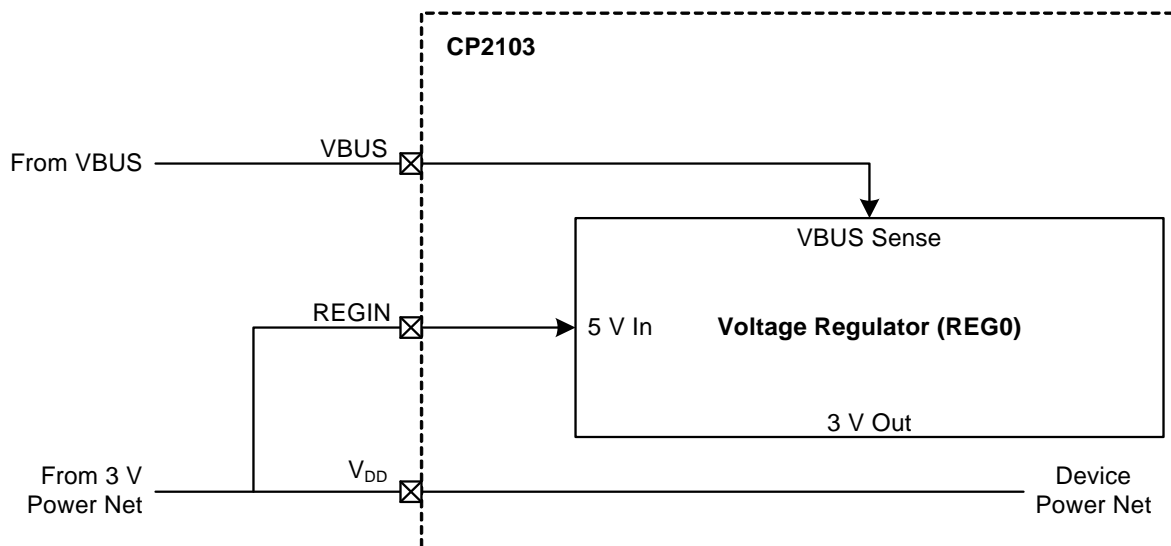 CP2103
From VBUS
VBUS
VBUS Sense
REGIN
5 V In
Voltage Regulator (REG0)
3 V Out
From 3 V
Power Net
VDD
Device
Power Net